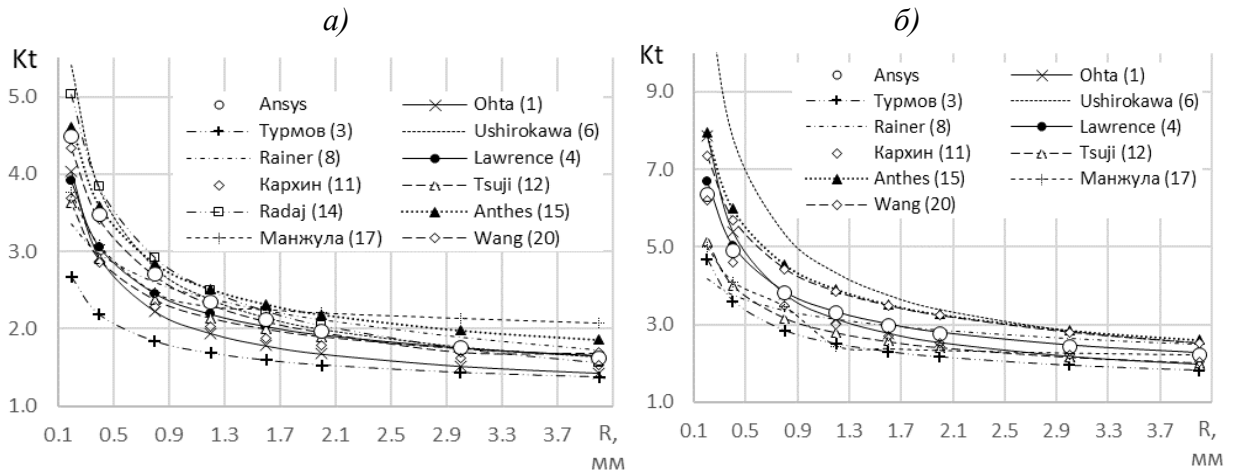 а)
Kt
5.0
4.0
3.0
2.0
1.0
Ansys
Ohta (1)
Турмов (3)
Ushirokawa (6)
Rainer (8)
Lawrence (4)
Кархин (11)
Tsuji (12)
Radaj (14)
Anthes (15)
Манжула (17)
Wang (20)
0.1 0.5 0.9 1.3 1.7 2.1 2.5 2.9 3.3 3.7 R,
мм
б)
Kt
9.0
7.0
5.0
3.0
1.0
Ansys
Ohta (1)
Турмов (3)
Ushirokawa (6)
Rainer (8)
Lawrence (4)
Кархин (11)
Tsuji (12)
Anthes (15)
Манжула (17)
Wang (20)
0.1 0.5 0.9 1.3 1.7 2.1 2.5 2.9 3.3 3.7 R,
мм